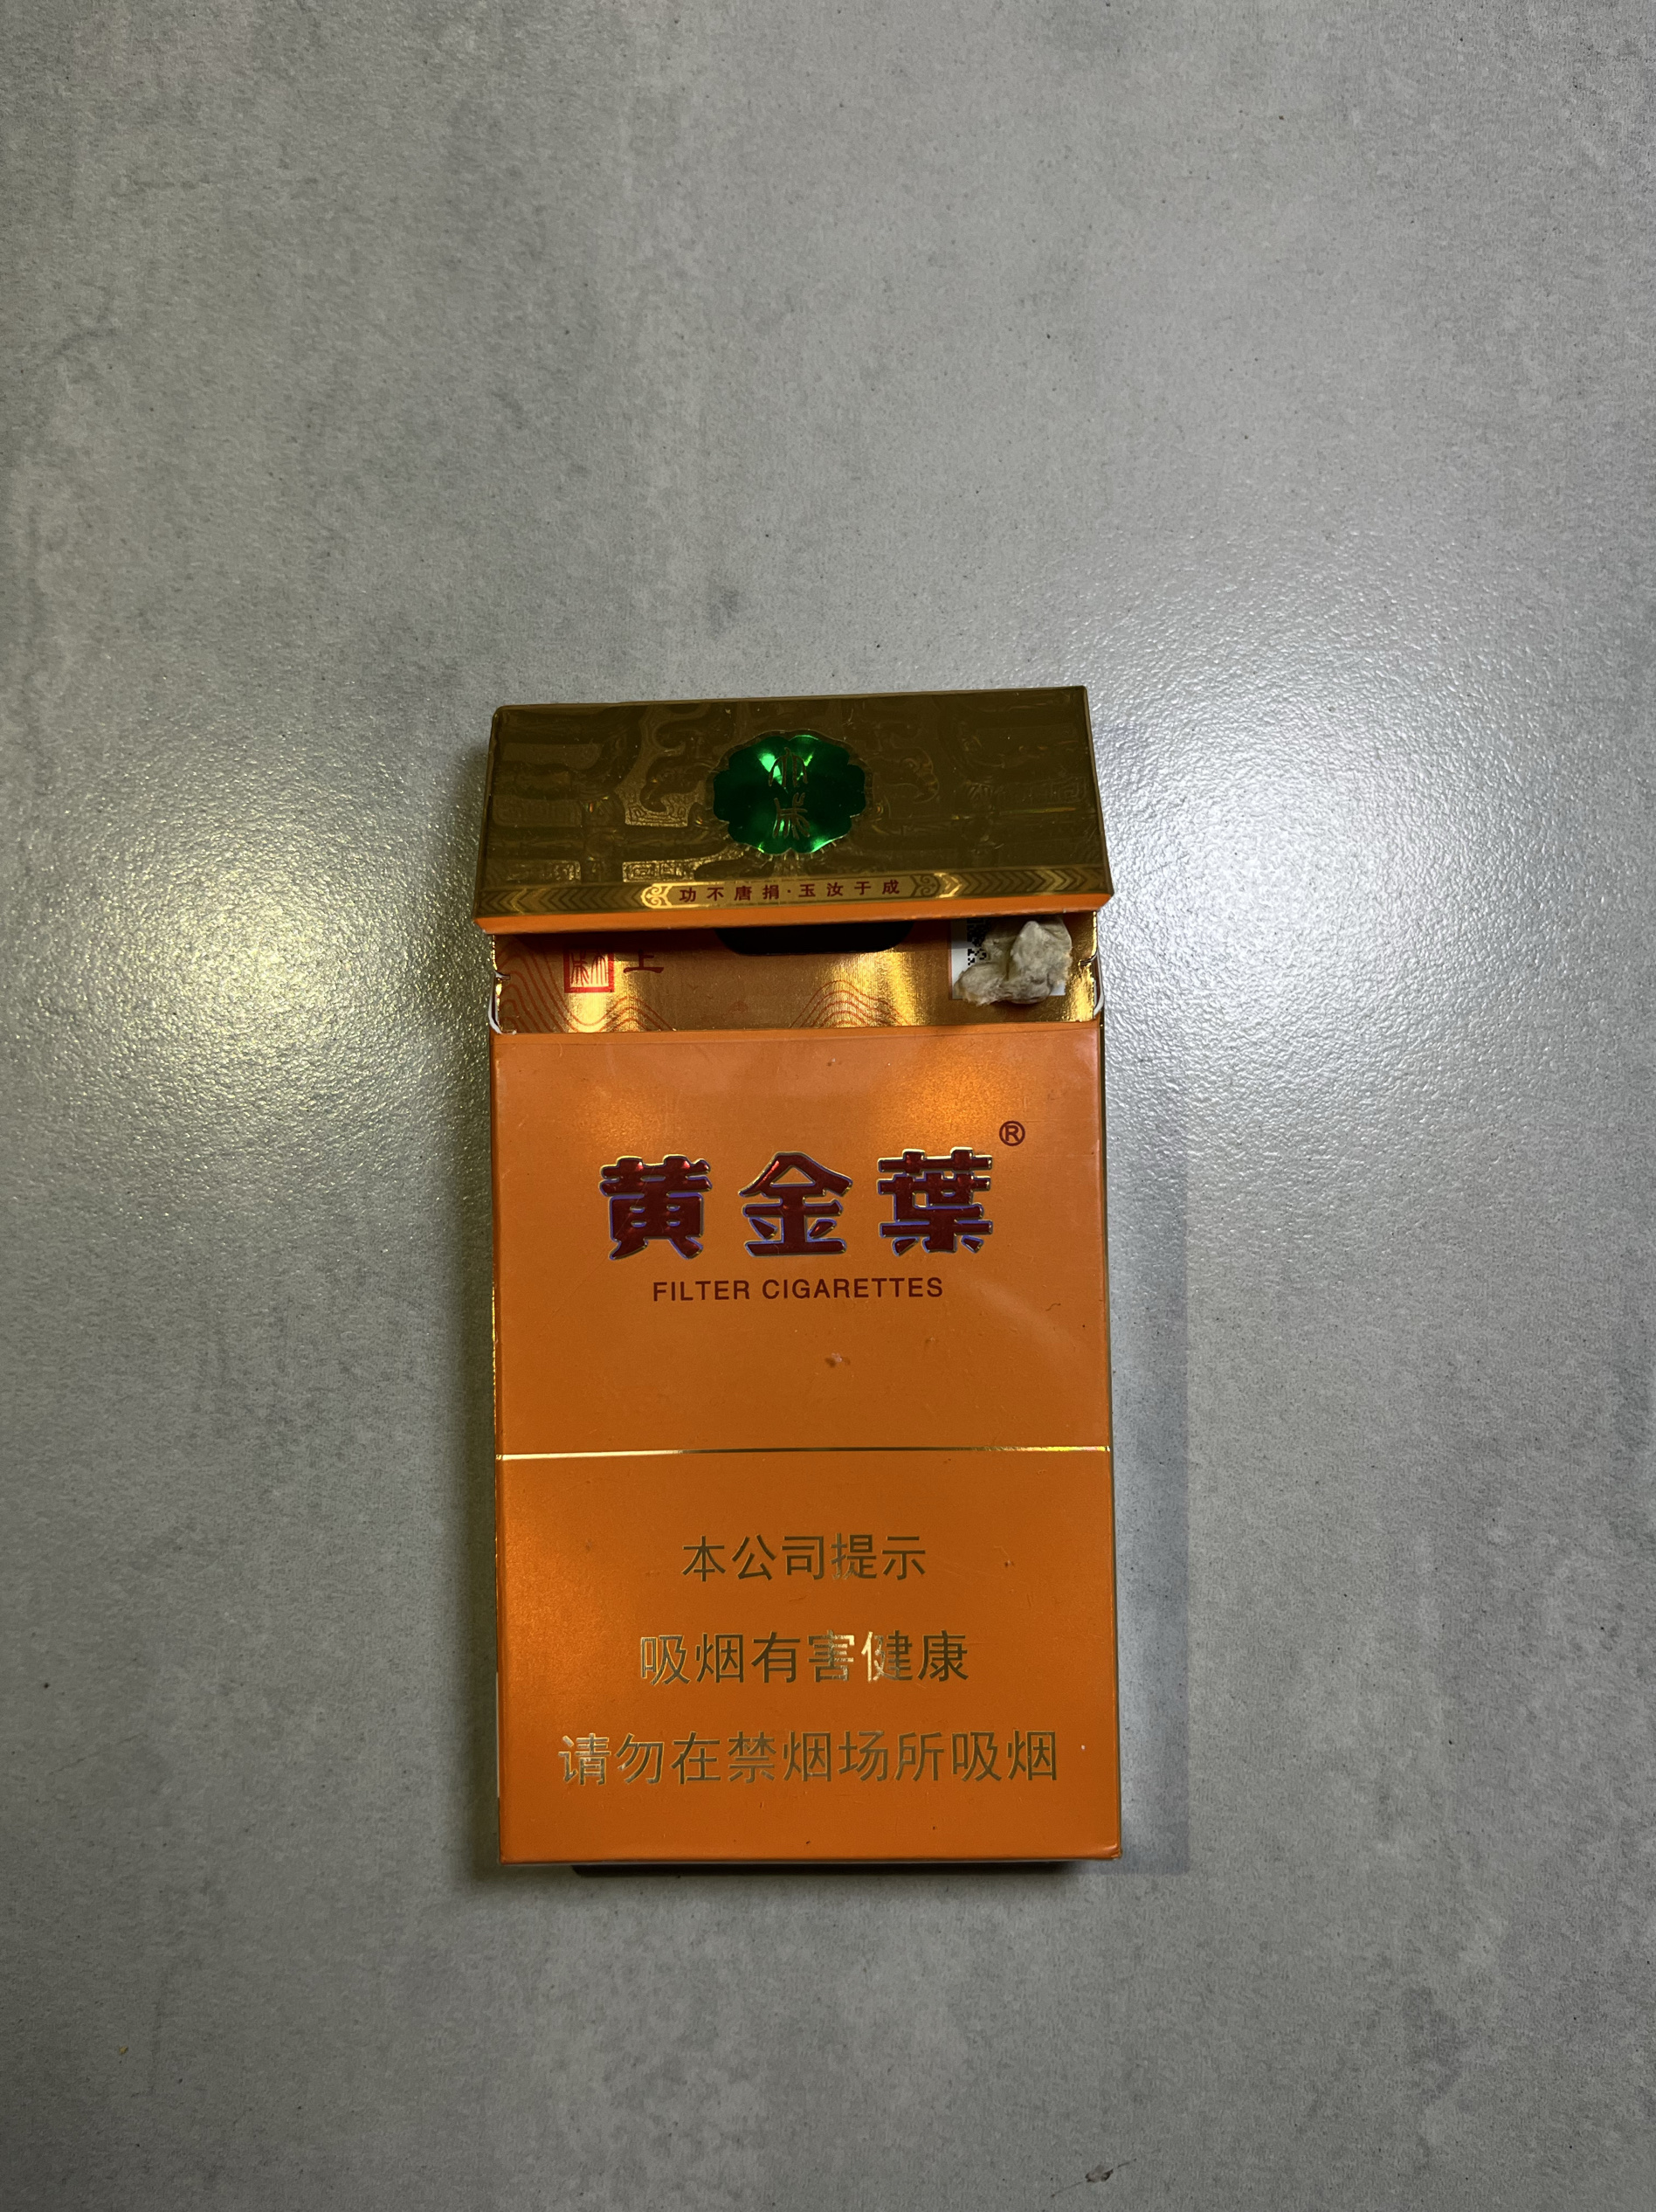 功不唐捐·玉汝于成
上
黄金葉®
FILTER CIGARETTES
本公司提示
吸烟有害健康
请勿在禁烟场所吸烟